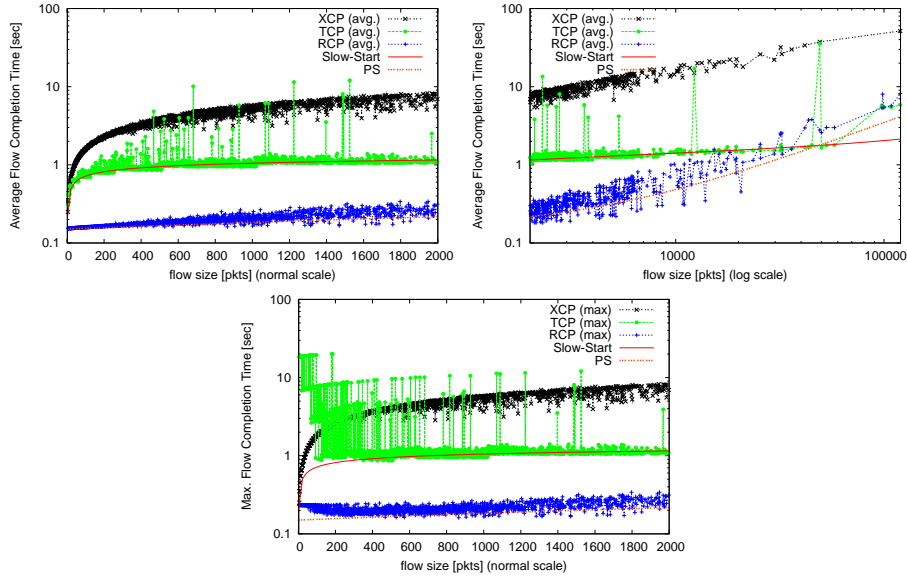 Average Flow Completion Time [sec]
100
10
1
0.1
XCP (avg.)
TCP (avg.)
RCP (avg.)
Slow-Start
PS
0 200 400 600 800 1000 1200 1400 1600 1800 2000
flow size [pkts] (normal scale)
Average Flow Completion Time [sec]
100
10
1
0.1
XCP (avg.)
TCP (avg.)
RCP (avg.)
Slow-Start
PS
10000 100000
flow size [pkts] (log scale)
Max. Flow Completion Time [sec]
100
10
1
0.1
XCP (max)
TCP (max)
RCP (max)
Slow-Start
PS
0 200 400 600 800 1000 1200 1400 1600 1800 2000
flow size [pkts] (normal scale)